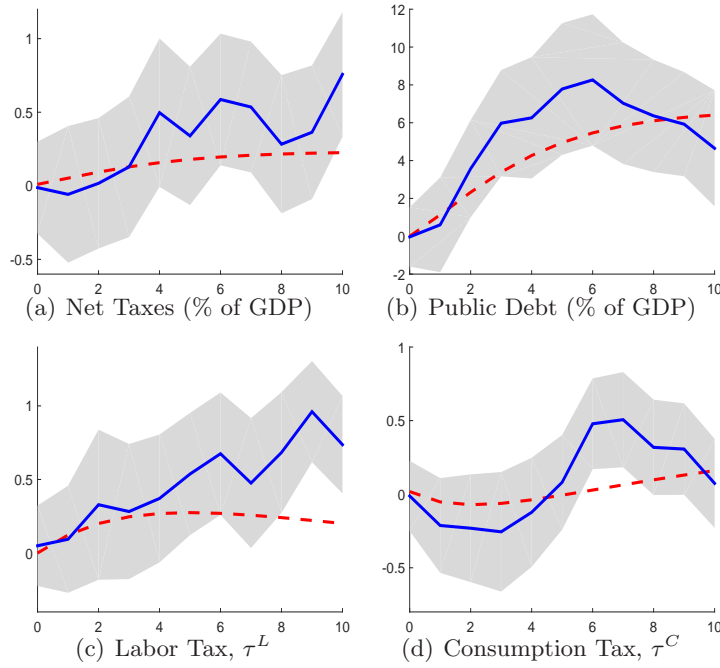 1
0.5
0
-0.5
0 2 4 6 8 10
(a) Net Taxes (% of GDP)
12
10
8
6
4
2
0
-2
0 2 4 6 8 10
(b) Public Debt (% of GDP)
1
0.5
0
0 2 4 6 8 10
(c) Labor Tax, τ^L
1
0.5
0
-0.5
0 2 4 6 8 10
(d) Consumption Tax, τ^C